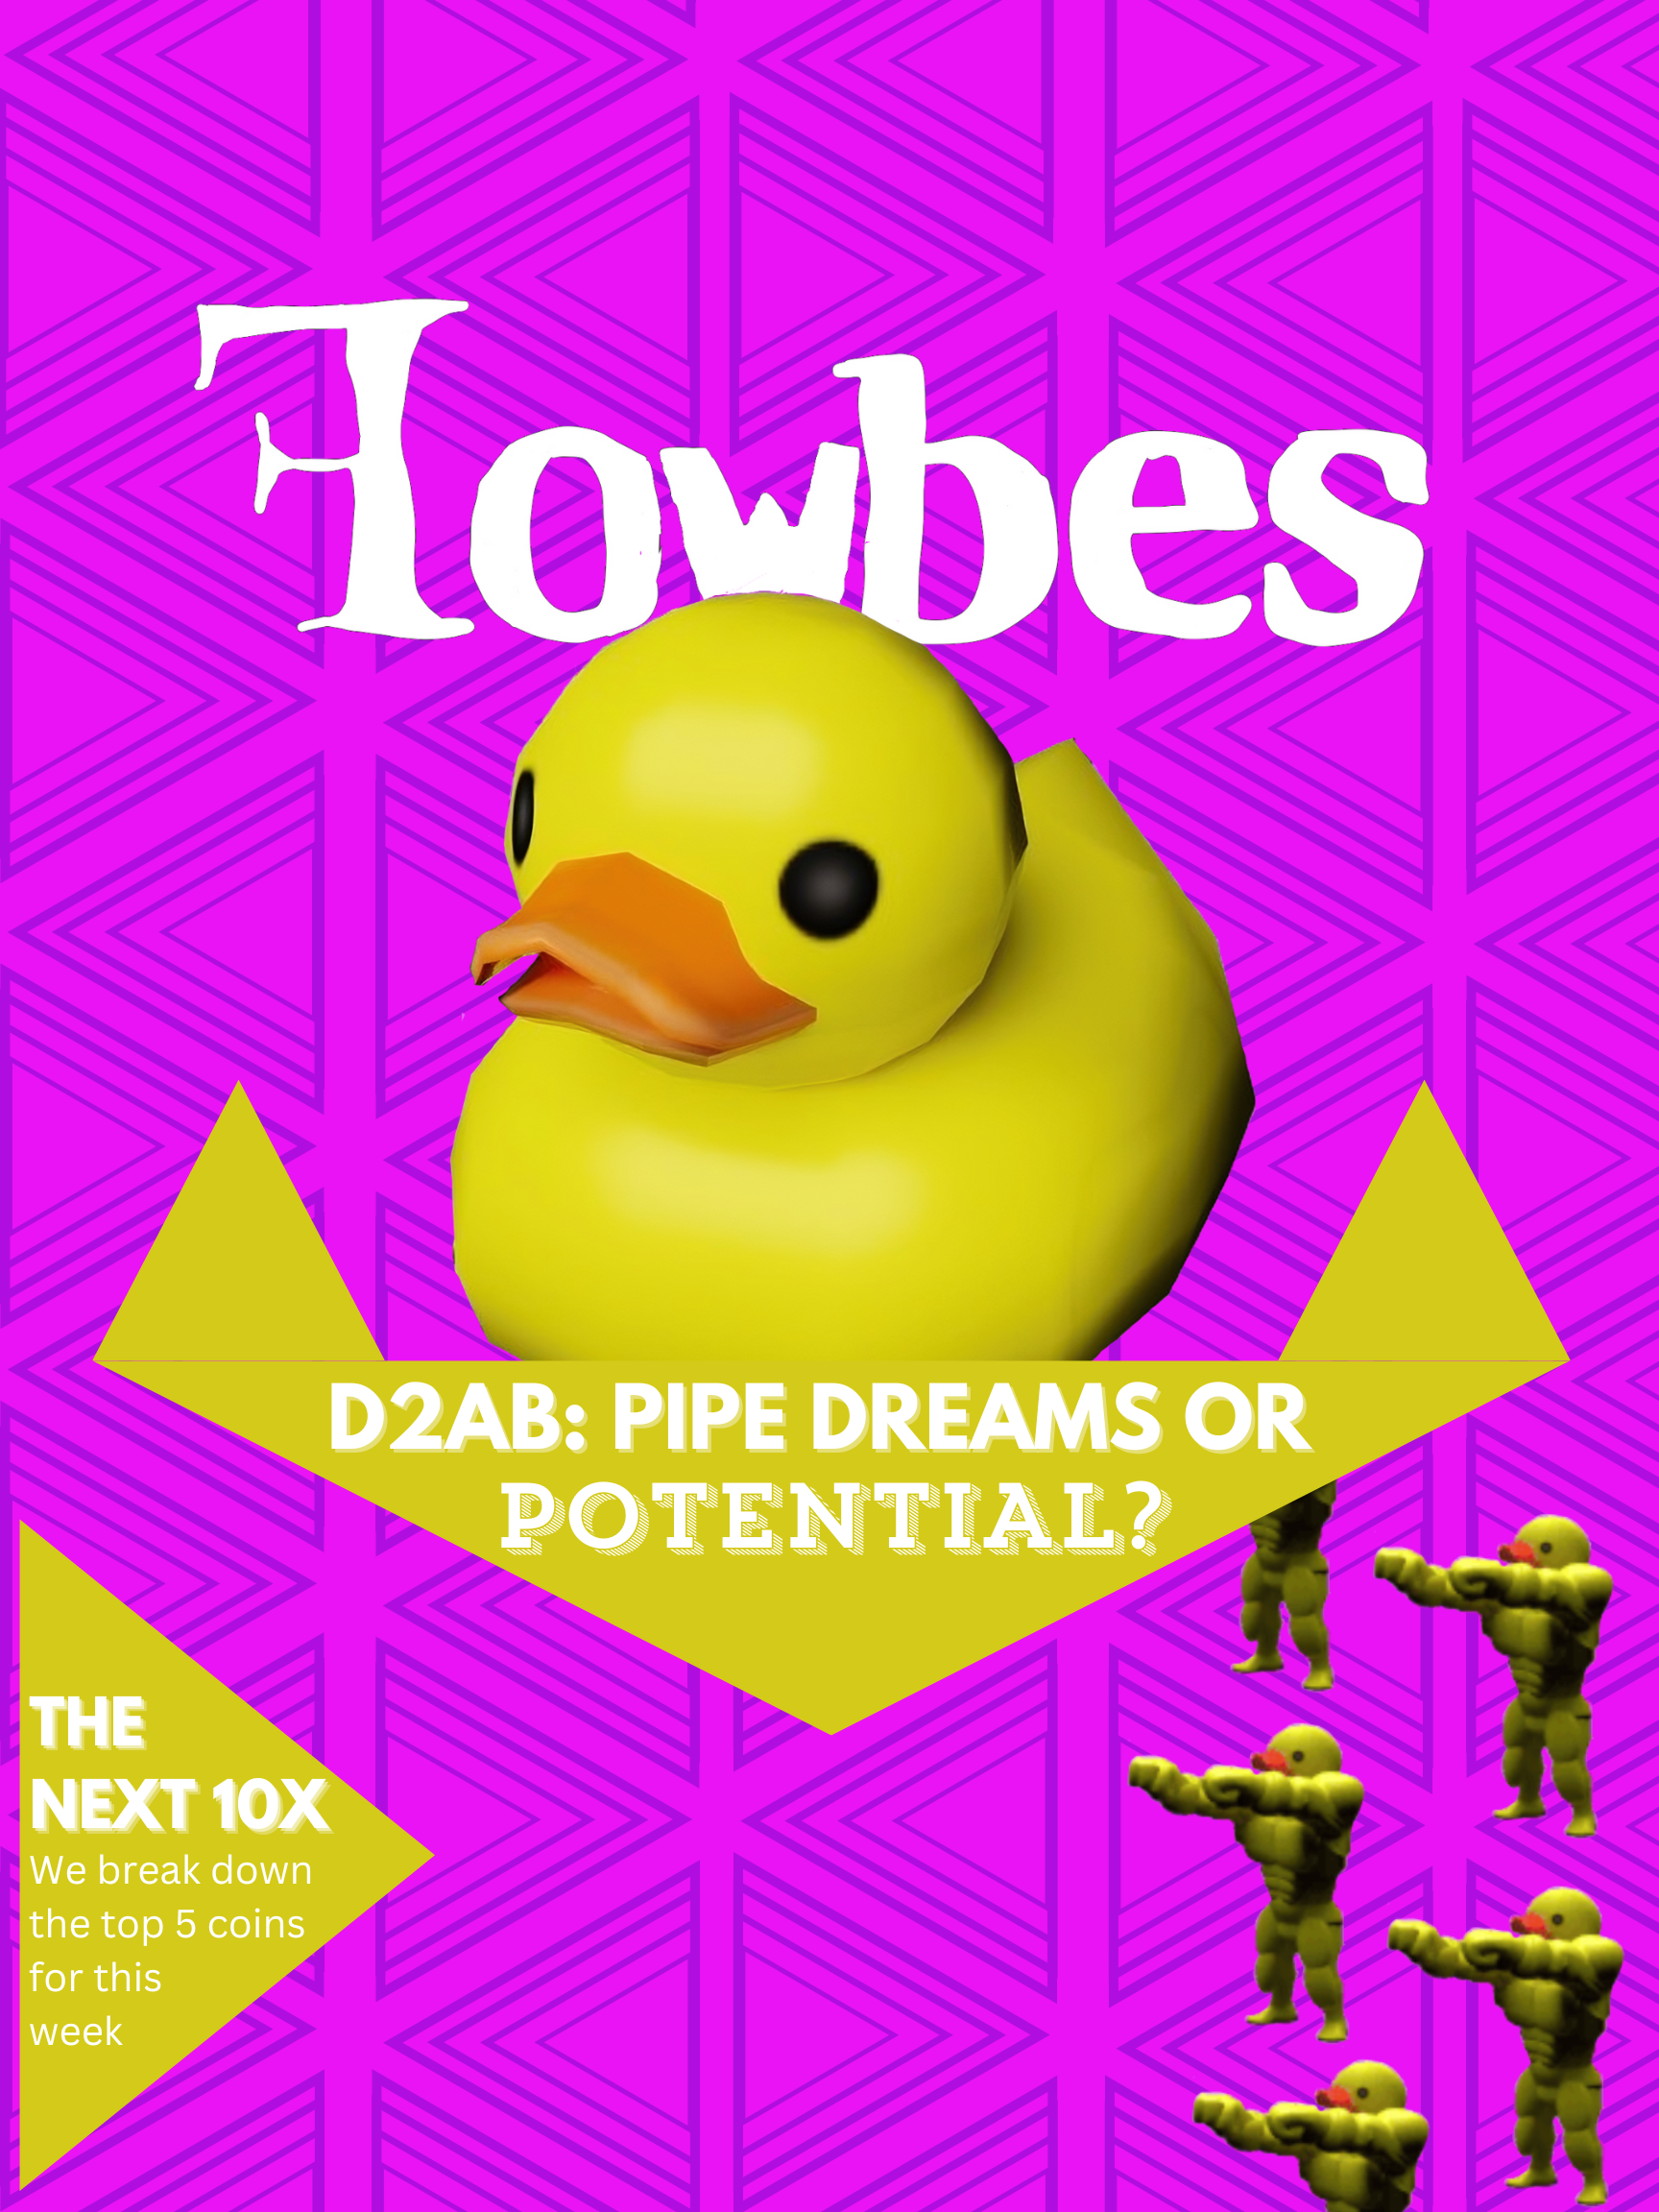 Fowbes
D2AB: PIPE DREAMS OR
POTENTIAL?
THE
NEXT 10X
We break down
the top 5 coins
for this
week